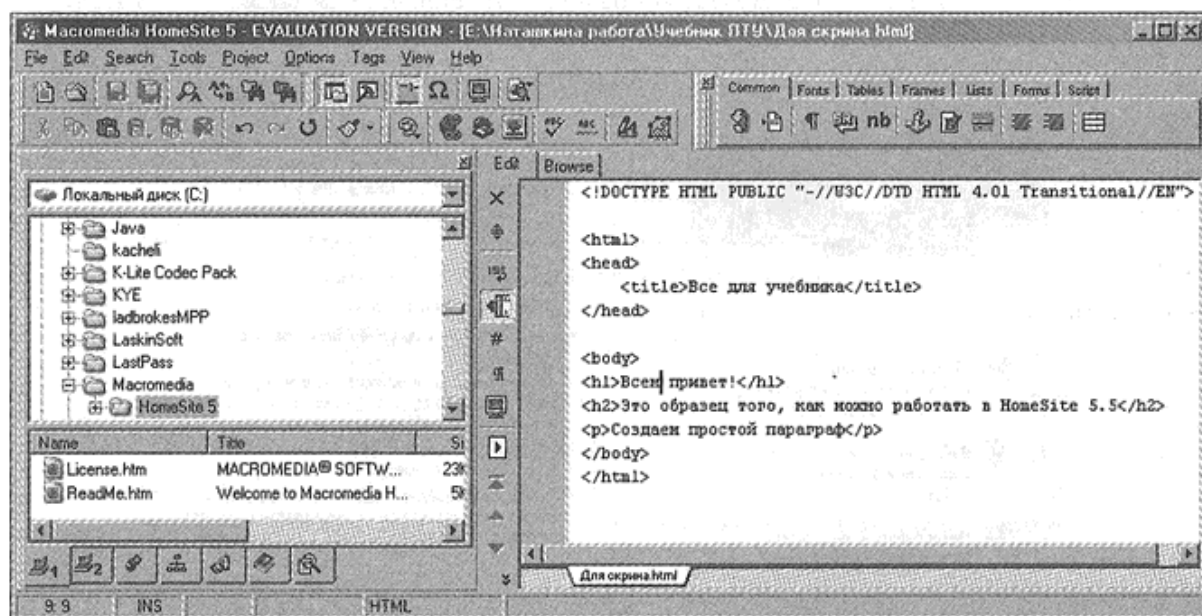 Macromedia HomeSite 5 - EVALUATION VERSION - [E:\Наташкина работа\Учебник ПТУ\Для скрина.html]
File Edit Search Tools Project Options Tags View Help
Common Fonts Tables Frames Lists Forms Script
nb
Edit Browse
Локальный диск (C:)
Java
kacheli
K-Lite Codec Pack
KYE
ladbrokesMPP
LaskinSoft
LastPass
Macromedia
HomeSite 5
Name Title Si
License.htm MACROMEDIA® SOFTW... 23K
ReadMe.htm Welcome to Macromedia H... 5K
<!DOCTYPE HTML PUBLIC "-//W3C//DTD HTML 4.01 Transitional//EN">
<html>
<head>
<title>Все для учебника</title>
</head>
<body>
<h1>Всем привет!</h1>
<h2>Это образец того, как можно работать в HomeSite 5.5</h2>
<p>Создаем простой параграф</p>
</body>
</html>
Для скрина.html
9: 9 INS HTML